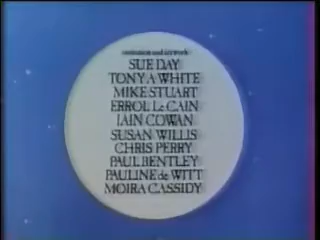 animation and artwork
SUE DAY
TONYA WHITE
MIKE STUART
ERROL Le CAIN
IAIN COWAN
SUSAN WILLIS
CHRIS PERRY
PAUL BENTLEY
PAULINE de WITT
MOIRA CASSIDY